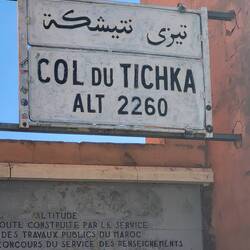 تيزي نتيشكة
COL DU TICHKA
ALT 2260
ALTITUDE
ROUTE CONSTRUITE PAR LE SERVICE
DES TRAVAUX PUBLICS DU MAROC
CONCOURS DU SERVICE DES RENSEIGNEMENTS